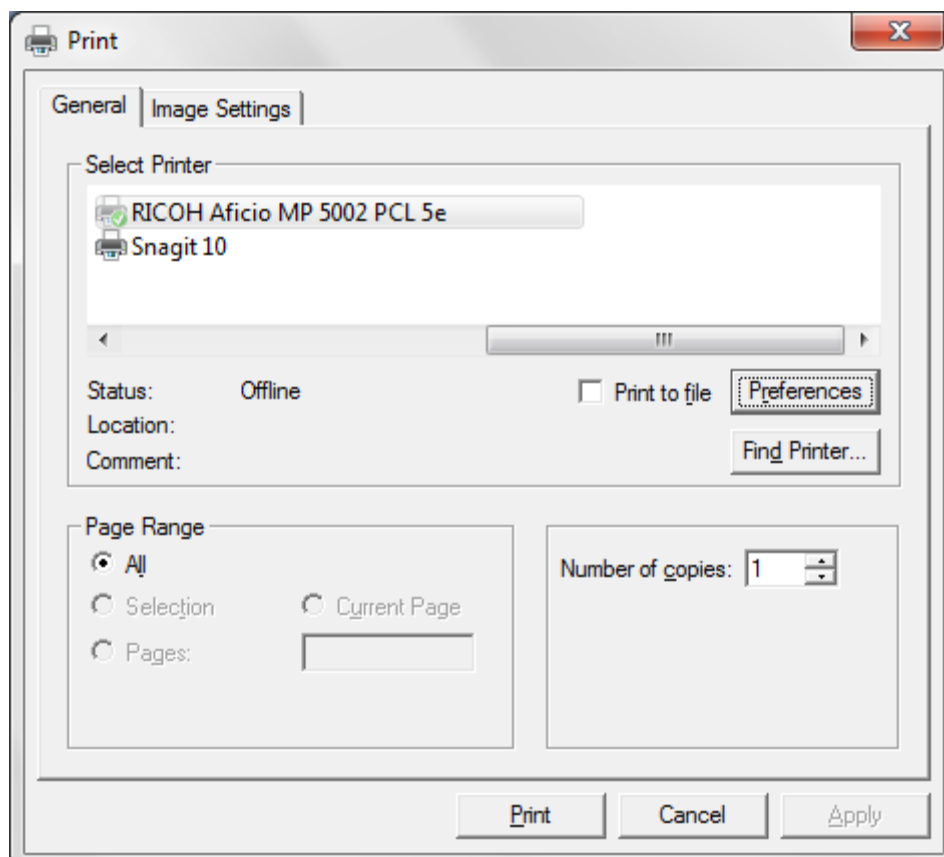 Print
General Image Settings
Select Printer
RICOH Aficio MP 5002 PCL 5e
Snagit 10
Status: Offline Print to file Preferences
Location:
Comment: Find Printer...
Page Range
All Number of copies: 1
Selection Current Page
Pages:
Print Cancel Apply